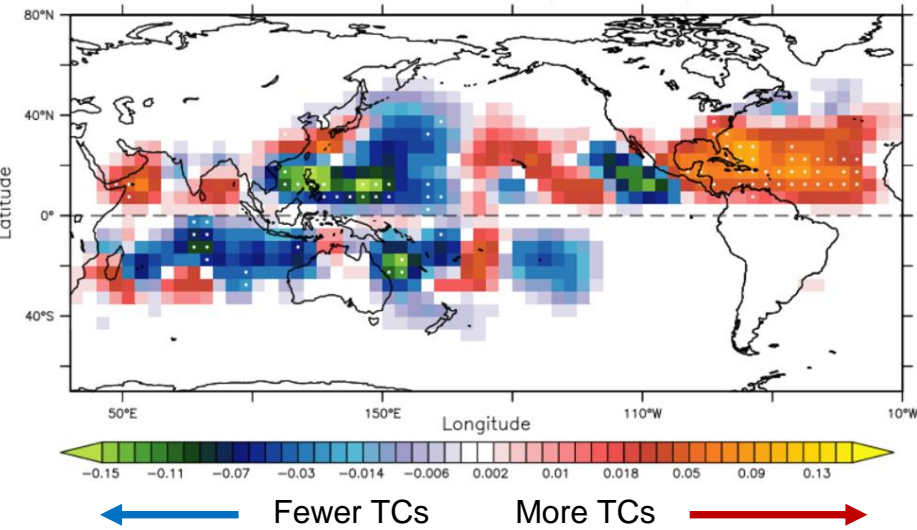 80°N
40°N
0°
40°S
Latitude
50°E 150°E 110°W 10°W
Longitude
−0.15 −0.11 −0.07 −0.03 −0.014 −0.006 0.002 0.01 0.018 0.05 0.09 0.13
Fewer TCs More TCs